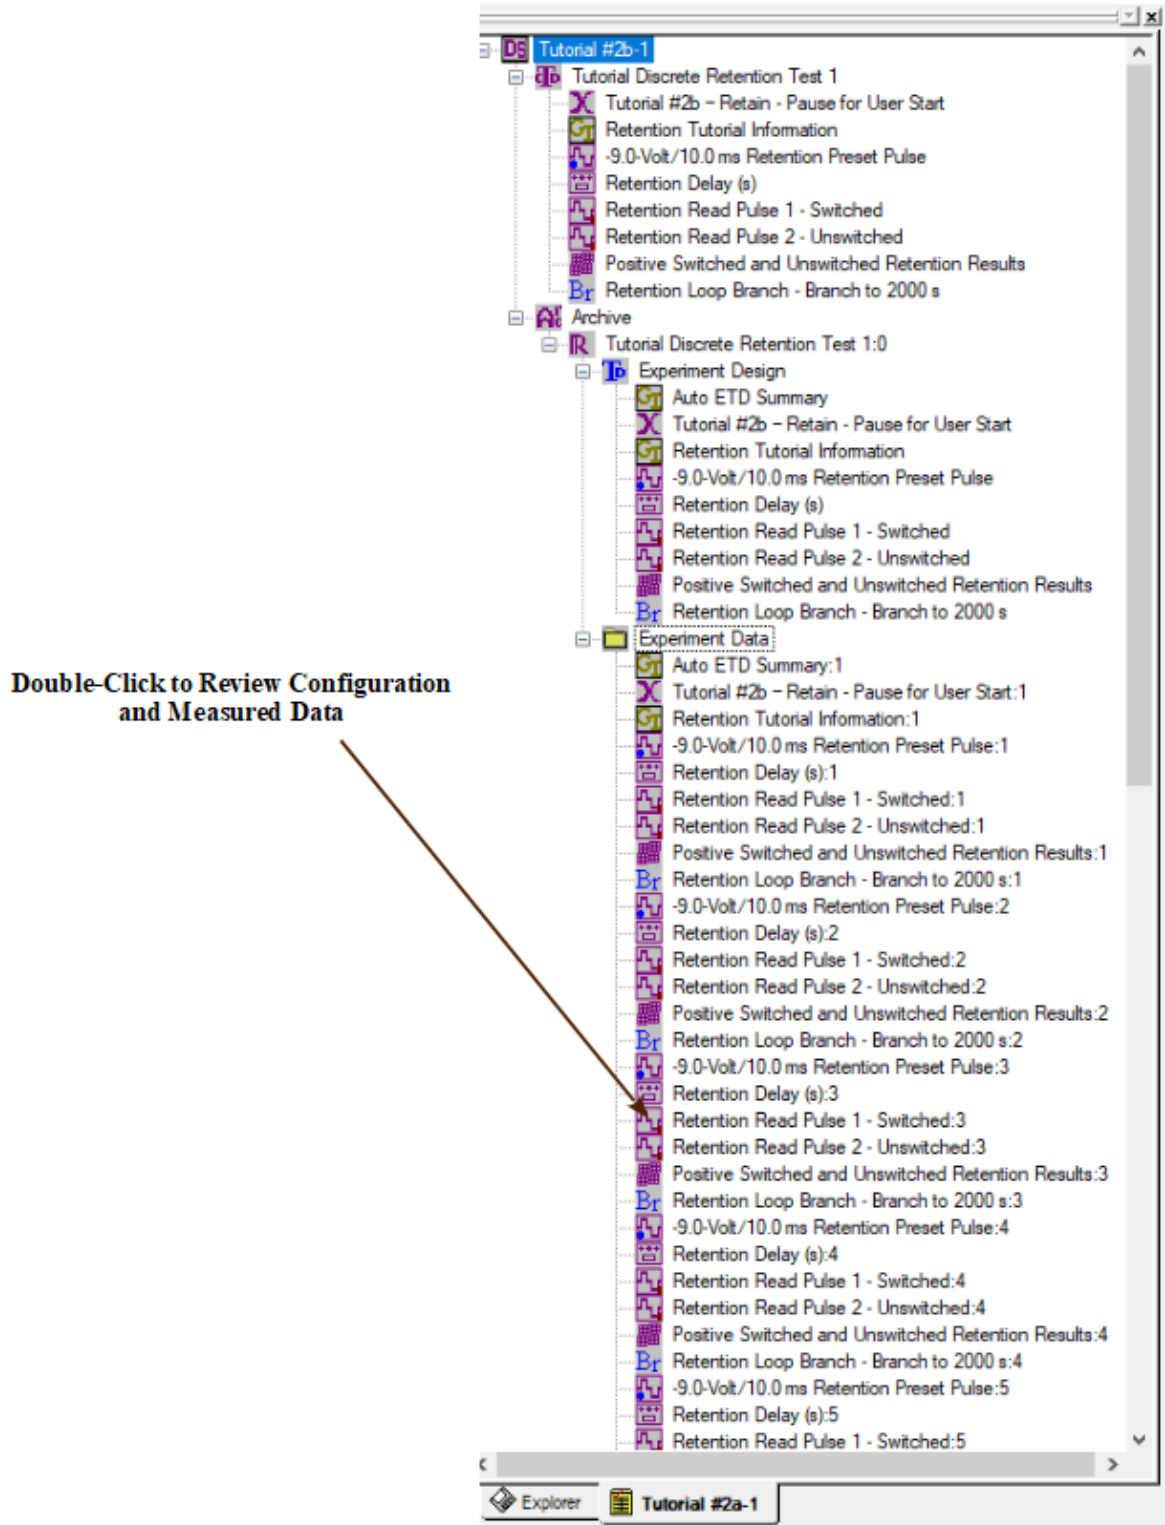 Tutorial #2b-1
Tutorial Discrete Retention Test 1
Tutorial #2b – Retain - Pause for User Start
Retention Tutorial Information
-9.0-Volt/10.0 ms Retention Preset Pulse
Retention Delay (s)
Retention Read Pulse 1 - Switched
Retention Read Pulse 2 - Unswitched
Positive Switched and Unswitched Retention Results
Br Retention Loop Branch - Branch to 2000 s
Archive
Tutorial Discrete Retention Test 1:0
Experiment Design
Auto ETD Summary
Tutorial #2b – Retain - Pause for User Start
Retention Tutorial Information
-9.0-Volt/10.0 ms Retention Preset Pulse
Retention Delay (s)
Retention Read Pulse 1 - Switched
Retention Read Pulse 2 - Unswitched
Positive Switched and Unswitched Retention Results
Br Retention Loop Branch - Branch to 2000 s
Experiment Data
Auto ETD Summary:1
Double-Click to Review Configuration
and Measured Data
Tutorial #2b – Retain - Pause for User Start:1
Retention Tutorial Information:1
-9.0-Volt/10.0 ms Retention Preset Pulse:1
Retention Delay (s):1
Retention Read Pulse 1 - Switched:1
Retention Read Pulse 2 - Unswitched:1
Positive Switched and Unswitched Retention Results:1
Br Retention Loop Branch - Branch to 2000 s:1
-9.0-Volt/10.0 ms Retention Preset Pulse:2
Retention Delay (s):2
Retention Read Pulse 1 - Switched:2
Retention Read Pulse 2 - Unswitched:2
Positive Switched and Unswitched Retention Results:2
Br Retention Loop Branch - Branch to 2000 s:2
-9.0-Volt/10.0 ms Retention Preset Pulse:3
Retention Delay (s):3
Retention Read Pulse 1 - Switched:3
Retention Read Pulse 2 - Unswitched:3
Positive Switched and Unswitched Retention Results:3
Br Retention Loop Branch - Branch to 2000 s:3
-9.0-Volt/10.0 ms Retention Preset Pulse:4
Retention Delay (s):4
Retention Read Pulse 1 - Switched:4
Retention Read Pulse 2 - Unswitched:4
Positive Switched and Unswitched Retention Results:4
Br Retention Loop Branch - Branch to 2000 s:4
-9.0-Volt/10.0 ms Retention Preset Pulse:5
Retention Delay (s):5
Retention Read Pulse 1 - Switched:5
Explorer
Tutorial #2a-1